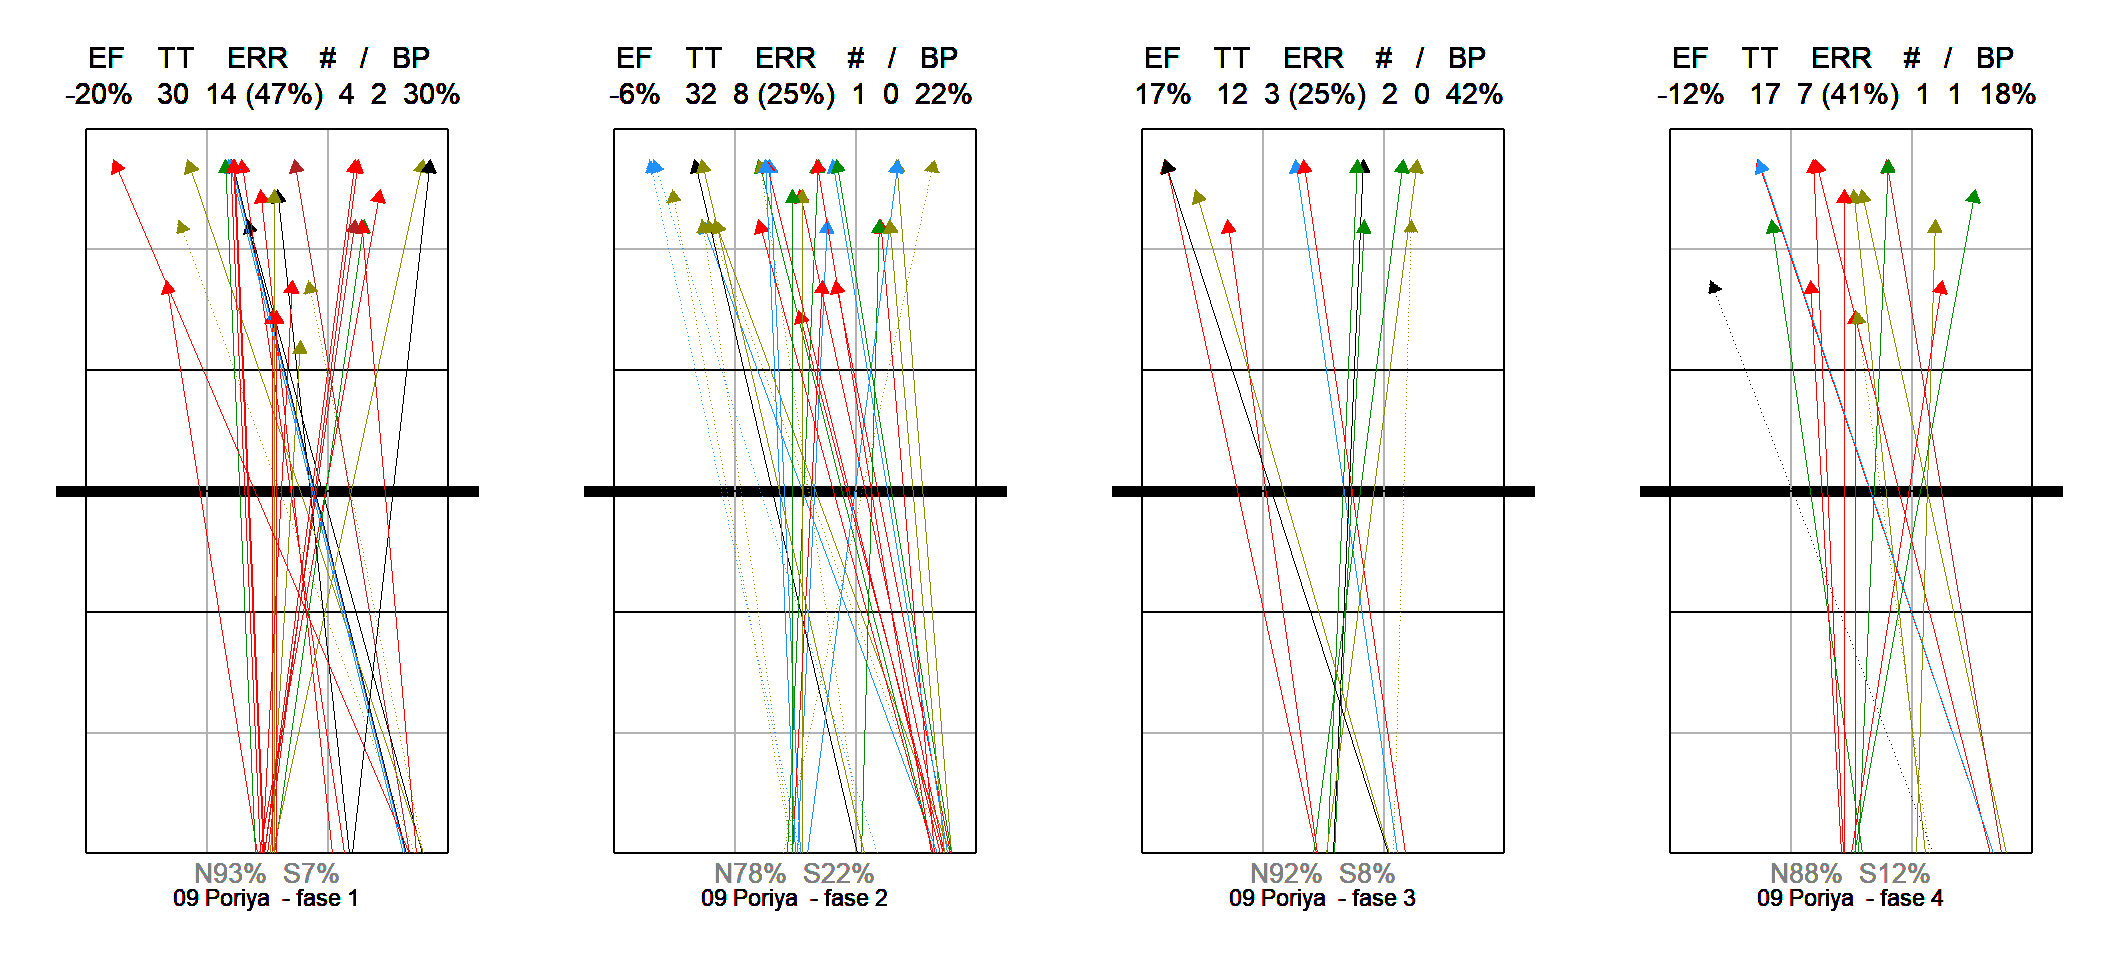 EF TT ERR # / BP
-20% 30 14 (47%) 4 2 30%
N93% S7%
09 Poriya - fase 1
EF TT ERR # / BP
-6% 32 8 (25%) 1 0 22%
N78% S22%
09 Poriya - fase 2
EF TT ERR # / BP
17% 12 3 (25%) 2 0 42%
N92% S8%
09 Poriya - fase 3
EF TT ERR # / BP
-12% 17 7 (41%) 1 1 18%
N88% S12%
09 Poriya - fase 4